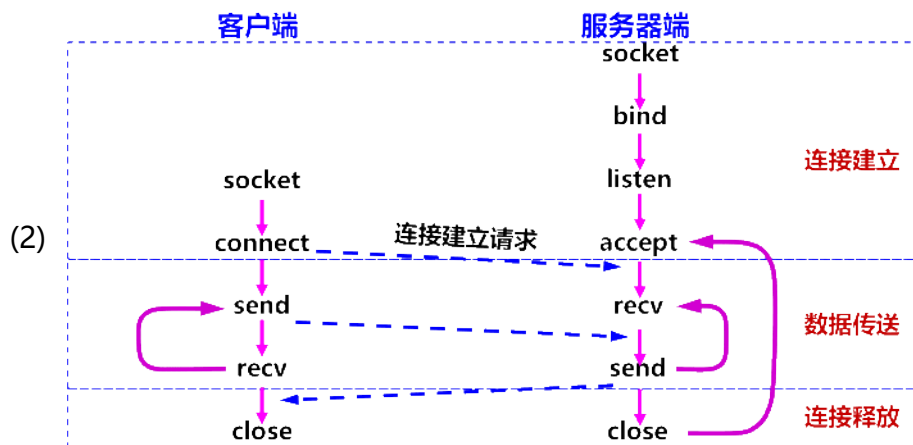 客户端 服务器端
socket
bind
连接建立
socket listen
(2) connect 连接建立请求 accept
send recv
数据传送
recv send
连接释放
close close